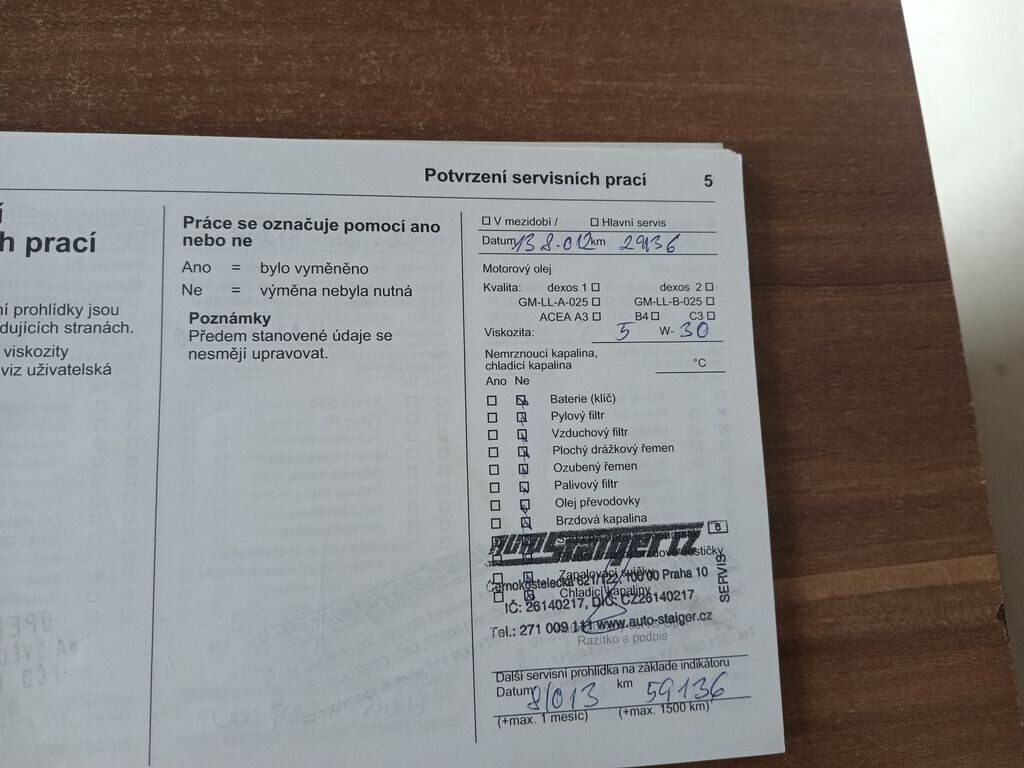 Potvrzení servisních prací 5
í
h prací
ní prohlídky jsou
dujících stranách.
viskozity
viz uživatelská
Práce se označuje pomocí ano
nebo ne
Ano = bylo vyměněno
Ne = výměna nebyla nutná
Poznámky
Předem stanovené údaje se
nesmějí upravovat.
V mezidobí / Hlavní servis
Datum 13 8.012 km 29136
Motorový olej
Kvalita: dexos 1 dexos 2
GM-LL-A-025 GM-LL-B-025
ACEA A3 B4 C3
Viskozita: 5 W- 30
Nemrznoucí kapalina,
chladicí kapalina °C
Ano Ne
Baterie (klíč)
Pylový filtr
Vzduchový filtr
Plochý drážkový řemen
Ozubený řemen
Palivový filtr
Olej převodovky
Brzdová kapalina
6
AUTO Staiger
brzdové destičky
Zapalovací svíčky
Černokostelecká 621/122, 100 00 Praha 10
Chladicí kapaliny
IČ: 26140217, DIČ: CZ26140217
Tel.: 271 009 111 www.auto-staiger.cz
SERVIS
Razítko a podpis
Další servisní prohlídka na základě indikátorů
Datum 8/013 km 59136
(+max. 1 měsíc) (+max. 1500 km)